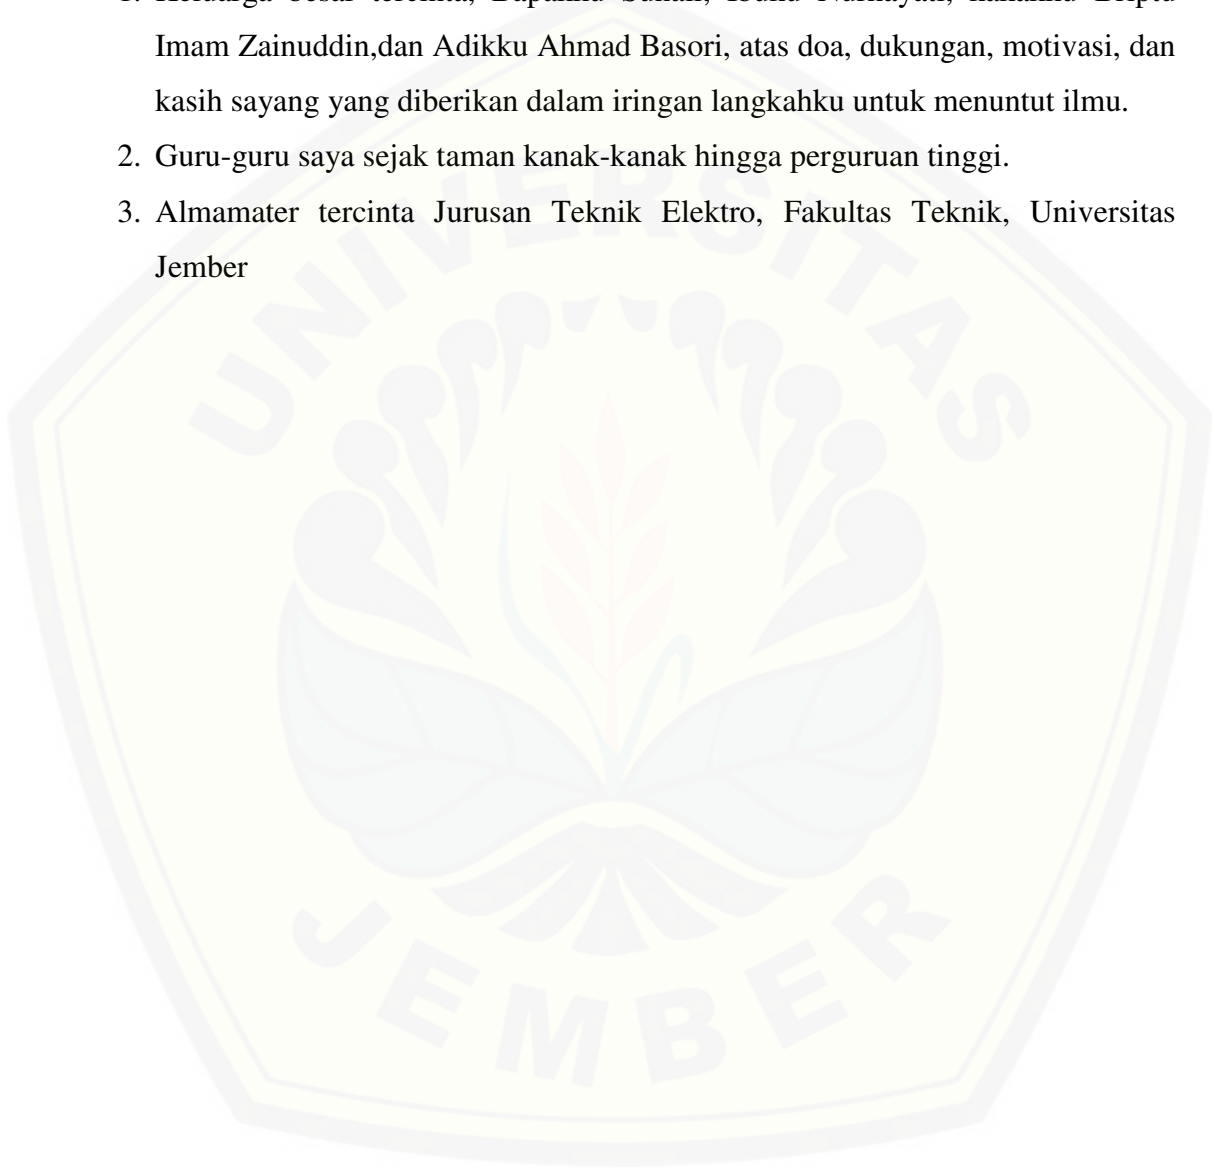 Imam Zainuddin,dan Adikku Ahmad Basori, atas doa, dukungan, motivasi, dan
kasih sayang yang diberikan dalam iringan langkahku untuk menuntut ilmu.
2. Guru-guru saya sejak taman kanak-kanak hingga perguruan tinggi.
3. Almamater tercinta Jurusan Teknik Elektro, Fakultas Teknik, Universitas
Jember
UNIVERSITAS
JEMBER